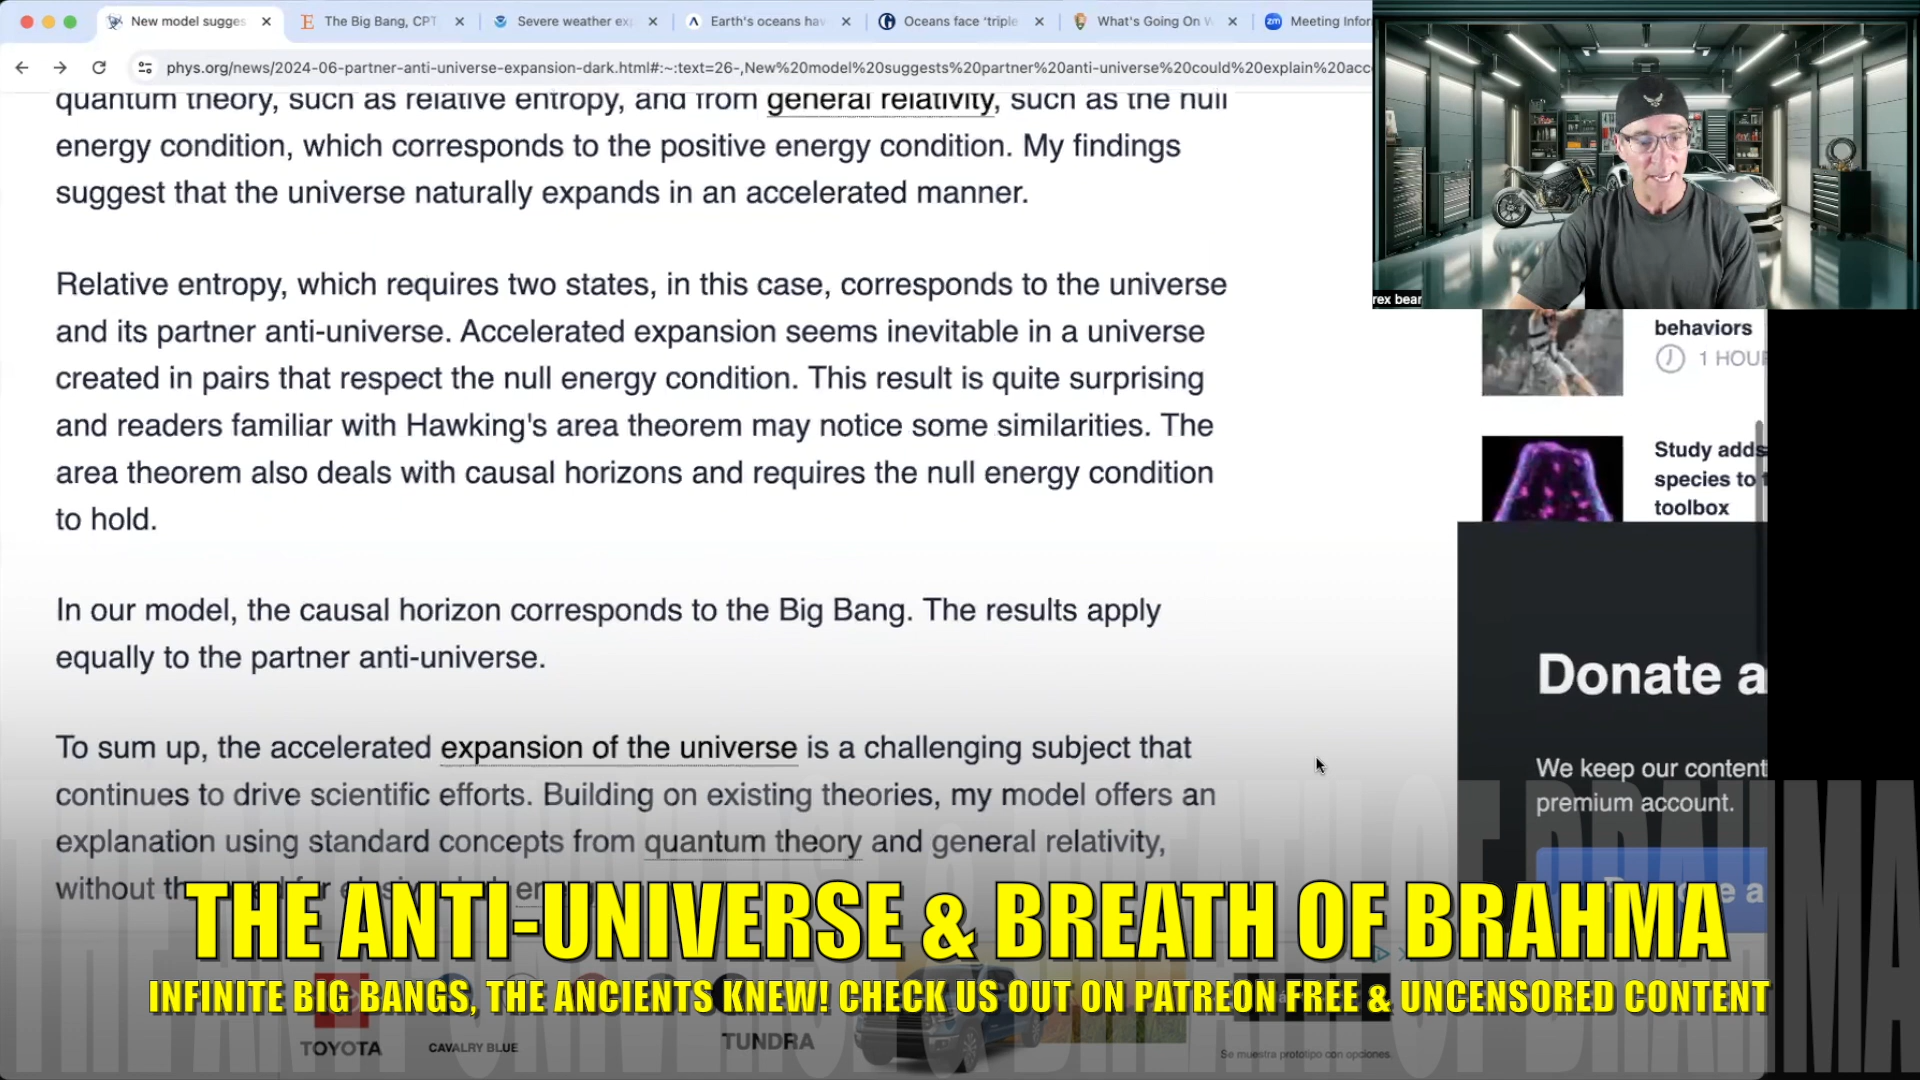 New model sugges
The Big Bang, CPT
Severe weather exp
Earth's oceans hav
Oceans face 'triple
What's Going On W
zm
Meeting Infor
phys.org/news/2024-06-partner-anti-universe-expansion-dark.html#:~:text=26-,New%20model%20suggests%20partner%20anti-universe%20could%20explain%20acce
quantum theory, such as relative entropy, and from general relativity, such as the null
energy condition, which corresponds to the positive energy condition. My findings
suggest that the universe naturally expands in an accelerated manner.
Relative entropy, which requires two states, in this case, corresponds to the universe
and its partner anti-universe. Accelerated expansion seems inevitable in a universe
created in pairs that respect the null energy condition. This result is quite surprising
and readers familiar with Hawking's area theorem may notice some similarities. The
area theorem also deals with causal horizons and requires the null energy condition
to hold.
In our model, the causal horizon corresponds to the Big Bang. The results apply
equally to the partner anti-universe.
To sum up, the accelerated expansion of the universe is a challenging subject that
continues to drive scientific efforts. Building on existing theories, my model offers an
explanation using standard concepts from quantum theory and general relativity,
without
rex bear
behaviors
1 HOUR
Study adds
species to
toolbox
Donate a
We keep our content
premium account.
THE ANTI-UNIVERSE & BREATH OF BRAHMA
INFINITE BIG BANGS, THE ANCIENTS KNEW! CHECK US OUT ON PATREON FREE & UNCENSORED CONTENT
TOYOTA
CAVALRY BLUE
TUNDRA
Se muestra prototipo con opciones.